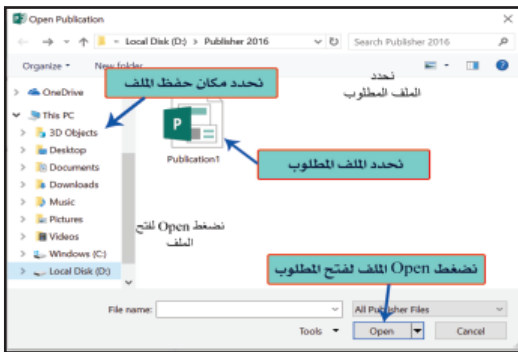 Open Publication
Local Disk (D:) > Publisher 2016
Search Publisher 2016
Organize
New folder
نحدد
الملف المطلوب
نحدد مكان حفظ الملف
OneDrive
This PC
3D Objects
Desktop
Documents
Downloads
Music
Pictures
Videos
Windows (C:)
Local Disk (D:)
Publication1
نحدد الملف المطلوب
نضغط Open لفتح
الملف
نضغط Open الملف لفتح المطلوب
File name:
All Publisher Files
Tools
Open
Cancel